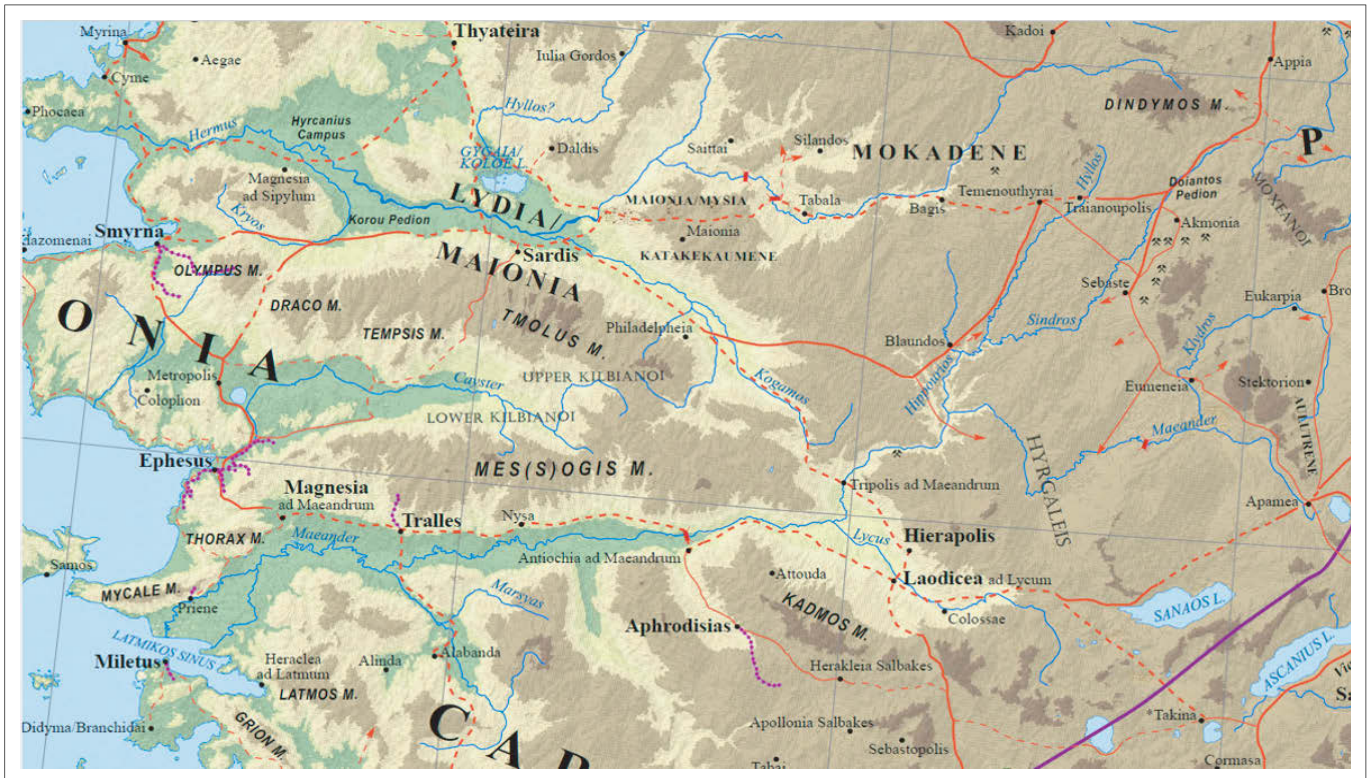 Myrina
Thyateira
Kadoi
Aegae
Iulia Gordos
Appia
Cyme
Phocaea
Hyllos?
DINDYMOS M.
Hermus
Hyrcanius
Campus
Silandos
P
Saittai
Daldis
GYGAIA/
KOLOE L.
MOKADENE
Magnesia
ad Sipylum
Hyllos
Doiantos
Pedion
MOXEANOI
Temenouthyrai
MAIONIA/MYSIA
Tabala
Bagis
Traianoupolis
Kryos
Korou Pedion
LYDIA/
Akmonia
Smyrna
Maionia
KATAKEKAUMENE
Sardis
MAIONIA
OLYMPUS M.
Sebaste
Eukarpia
DRACO M.
ONIA
TEMPSIS M.
TMOLUS M.
Philadelpheia
Sindros
Blaundos
Klydros
Metropolis
Colophon
Cayster
UPPER KILBIANOI
Kogamos
Hippourios
Eumeneia
Stektorion
LOWER KILBIANOI
AULUTRENE
Maeander
Ephesus
MES(S)OGIS M.
HYRGALEIS
Magnesia
ad Maeandrum
Tripolis ad Maeandrum
Apamea
Tralles
Nysa
THORAX M.
Maeander
Lycus
Hierapolis
Antiochia ad Maeandrum
Samos
Attouda
Laodicea ad Lycum
MYCALE M.
Priene
Marsyas
KADMOS M.
SANAOS L.
Colossae
Aphrodisias
LATMIKOS SINUS
Miletus
Heraclea
ad Latmum
Alinda
Alabanda
Herakleia Salbakes
ASCANIUS L.
LATMOS M.
Didyma/Branchidai
GRION M.
Apollonia Salbakes
*Takina
Sebastopolis
Cormasa